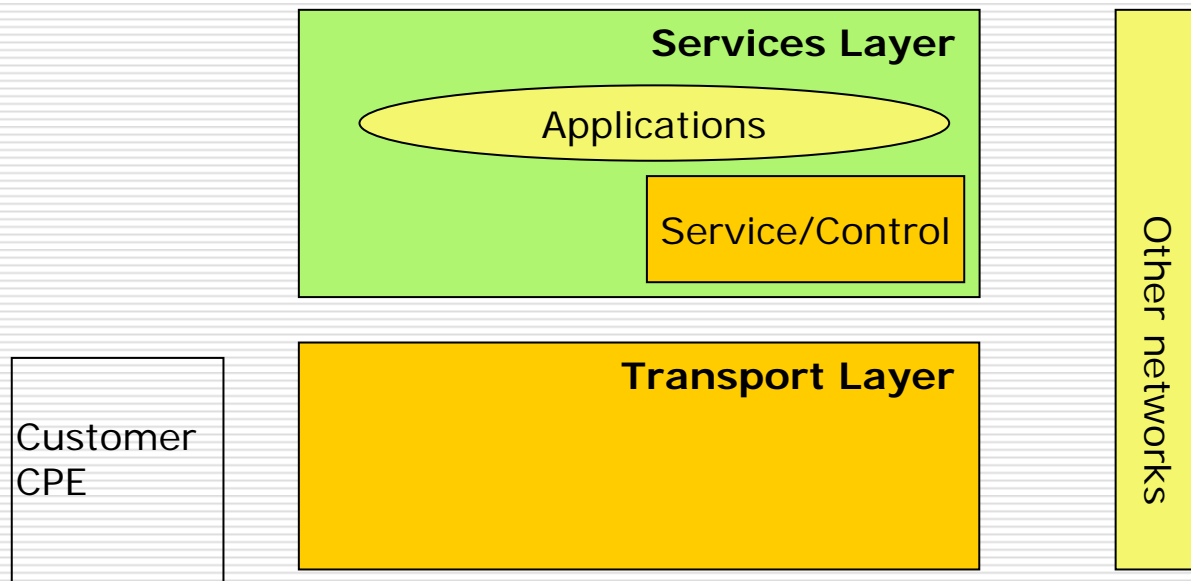 Services Layer
Applications
Service/Control
Transport Layer
Customer
CPE
Other networks